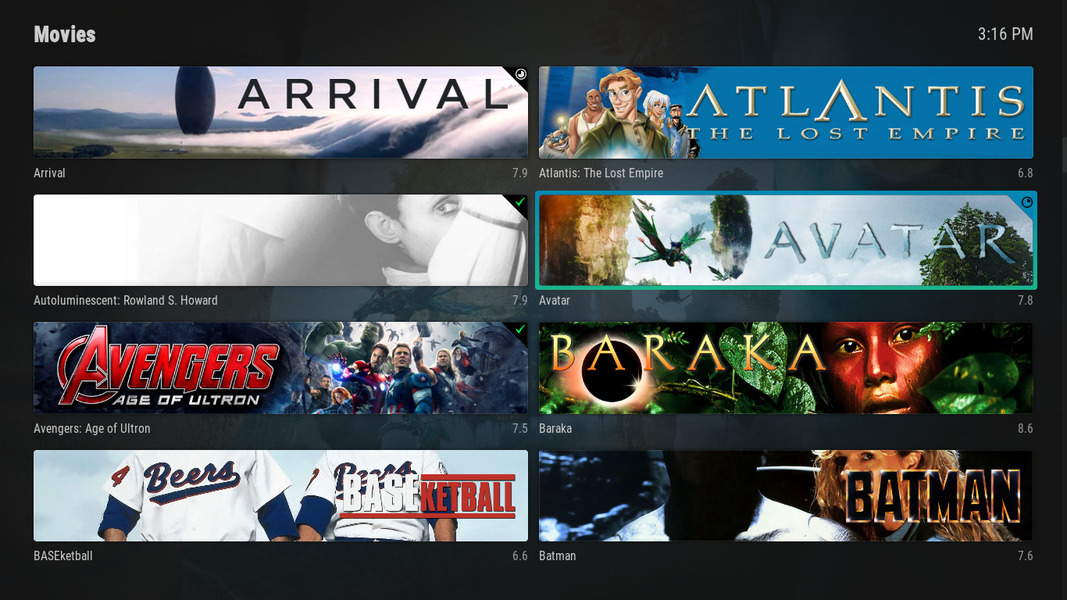 Movies
3:16 PM
ARRIVAL
Arrival
7.9
ATLANTIS
THE LOST EMPIRE
Atlantis: The Lost Empire
6.8
Autoluminescent: Rowland S. Howard
7.9
AVATAR
Avatar
7.8
AVENGERS
AGE OF ULTRON
Avengers: Age of Ultron
7.5
BARAKA
Baraka
8.6
4 Beers
7 Beers
BASEKETBALL
BASEketball
6.6
BATMAN
Batman
7.6